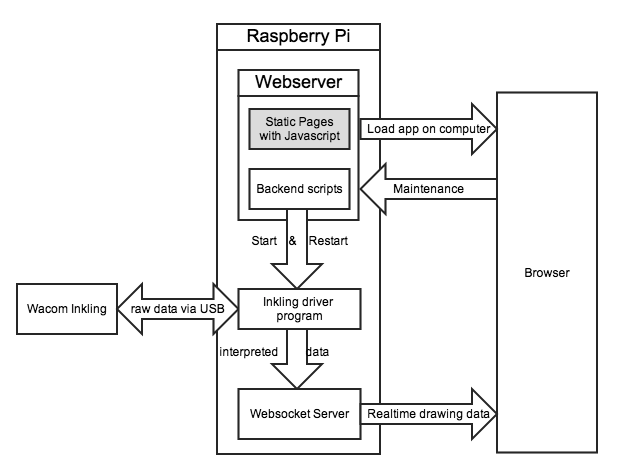 Raspberry Pi
Webserver
Static Pages
with Javascript
Load app on computer
Backend scripts
Maintenance
Start & Restart
Browser
Wacom Inkling
raw data via USB
Inkling driver
program
interpreted data
Websocket Server
Realtime drawing data